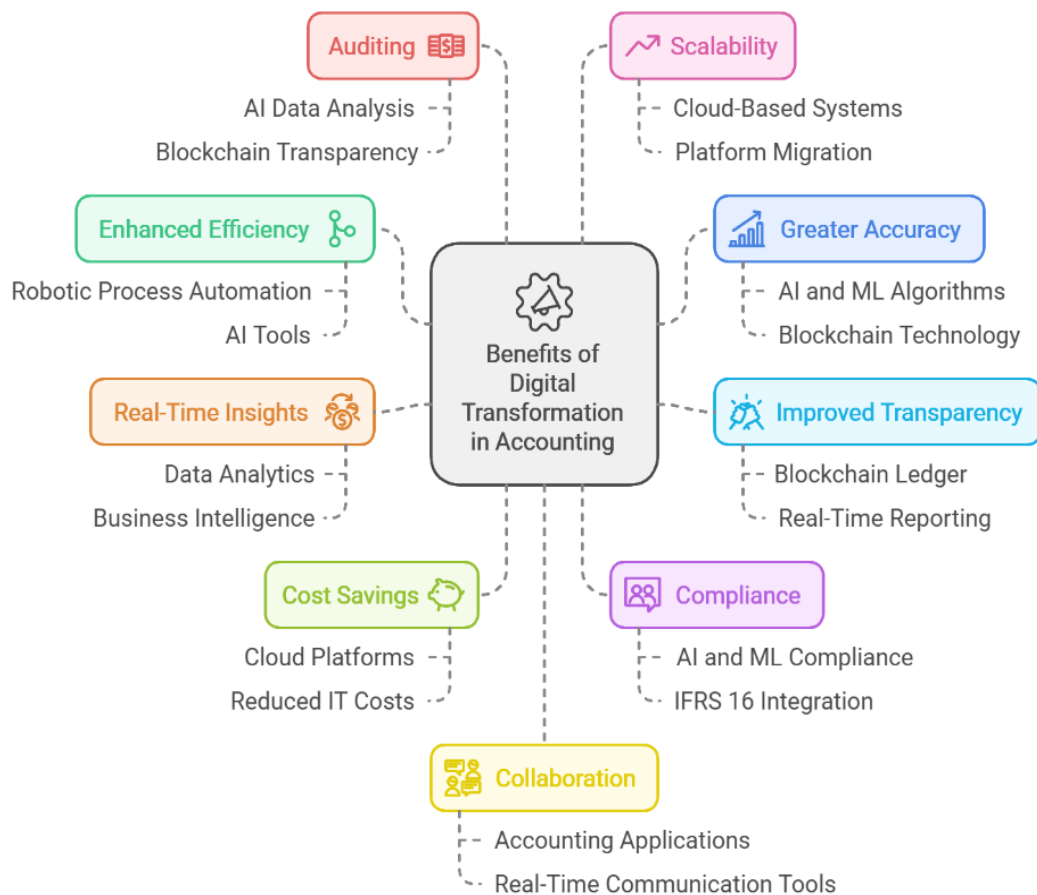 Auditing
AI Data Analysis
Blockchain Transparency
Scalability
Cloud-Based Systems
Platform Migration
Enhanced Efficiency
Robotic Process Automation
AI Tools
Greater Accuracy
AI and ML Algorithms
Blockchain Technology
Benefits of
Digital
Transformation
in Accounting
Real-Time Insights
Data Analytics
Business Intelligence
Improved Transparency
Blockchain Ledger
Real-Time Reporting
Cost Savings
Cloud Platforms
Reduced IT Costs
Compliance
AI and ML Compliance
IFRS 16 Integration
Collaboration
Accounting Applications
Real-Time Communication Tools